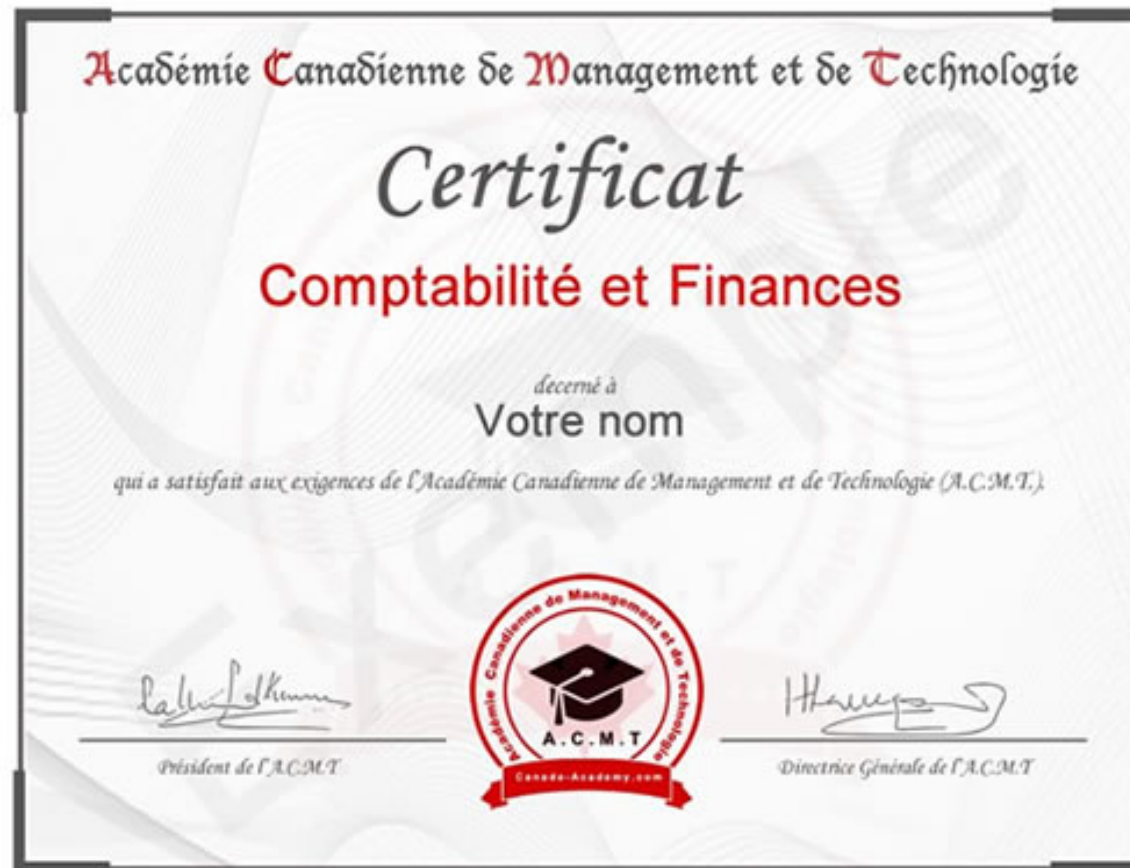 Académie Canadienne de Management et de Technologie
Certificat
Comptabilité et Finances
decerné à
Votre nom
qui a satisfait aux exigences de l'Académie Canadienne de Management et de Technologie (A.C.M.T.).
Exemple
Académie Canadienne de Management et de Technologie
A.C.M.T
Canada-Academy.com
Président de l'A.C.M.T
Directrice Générale de l'A.C.M.T